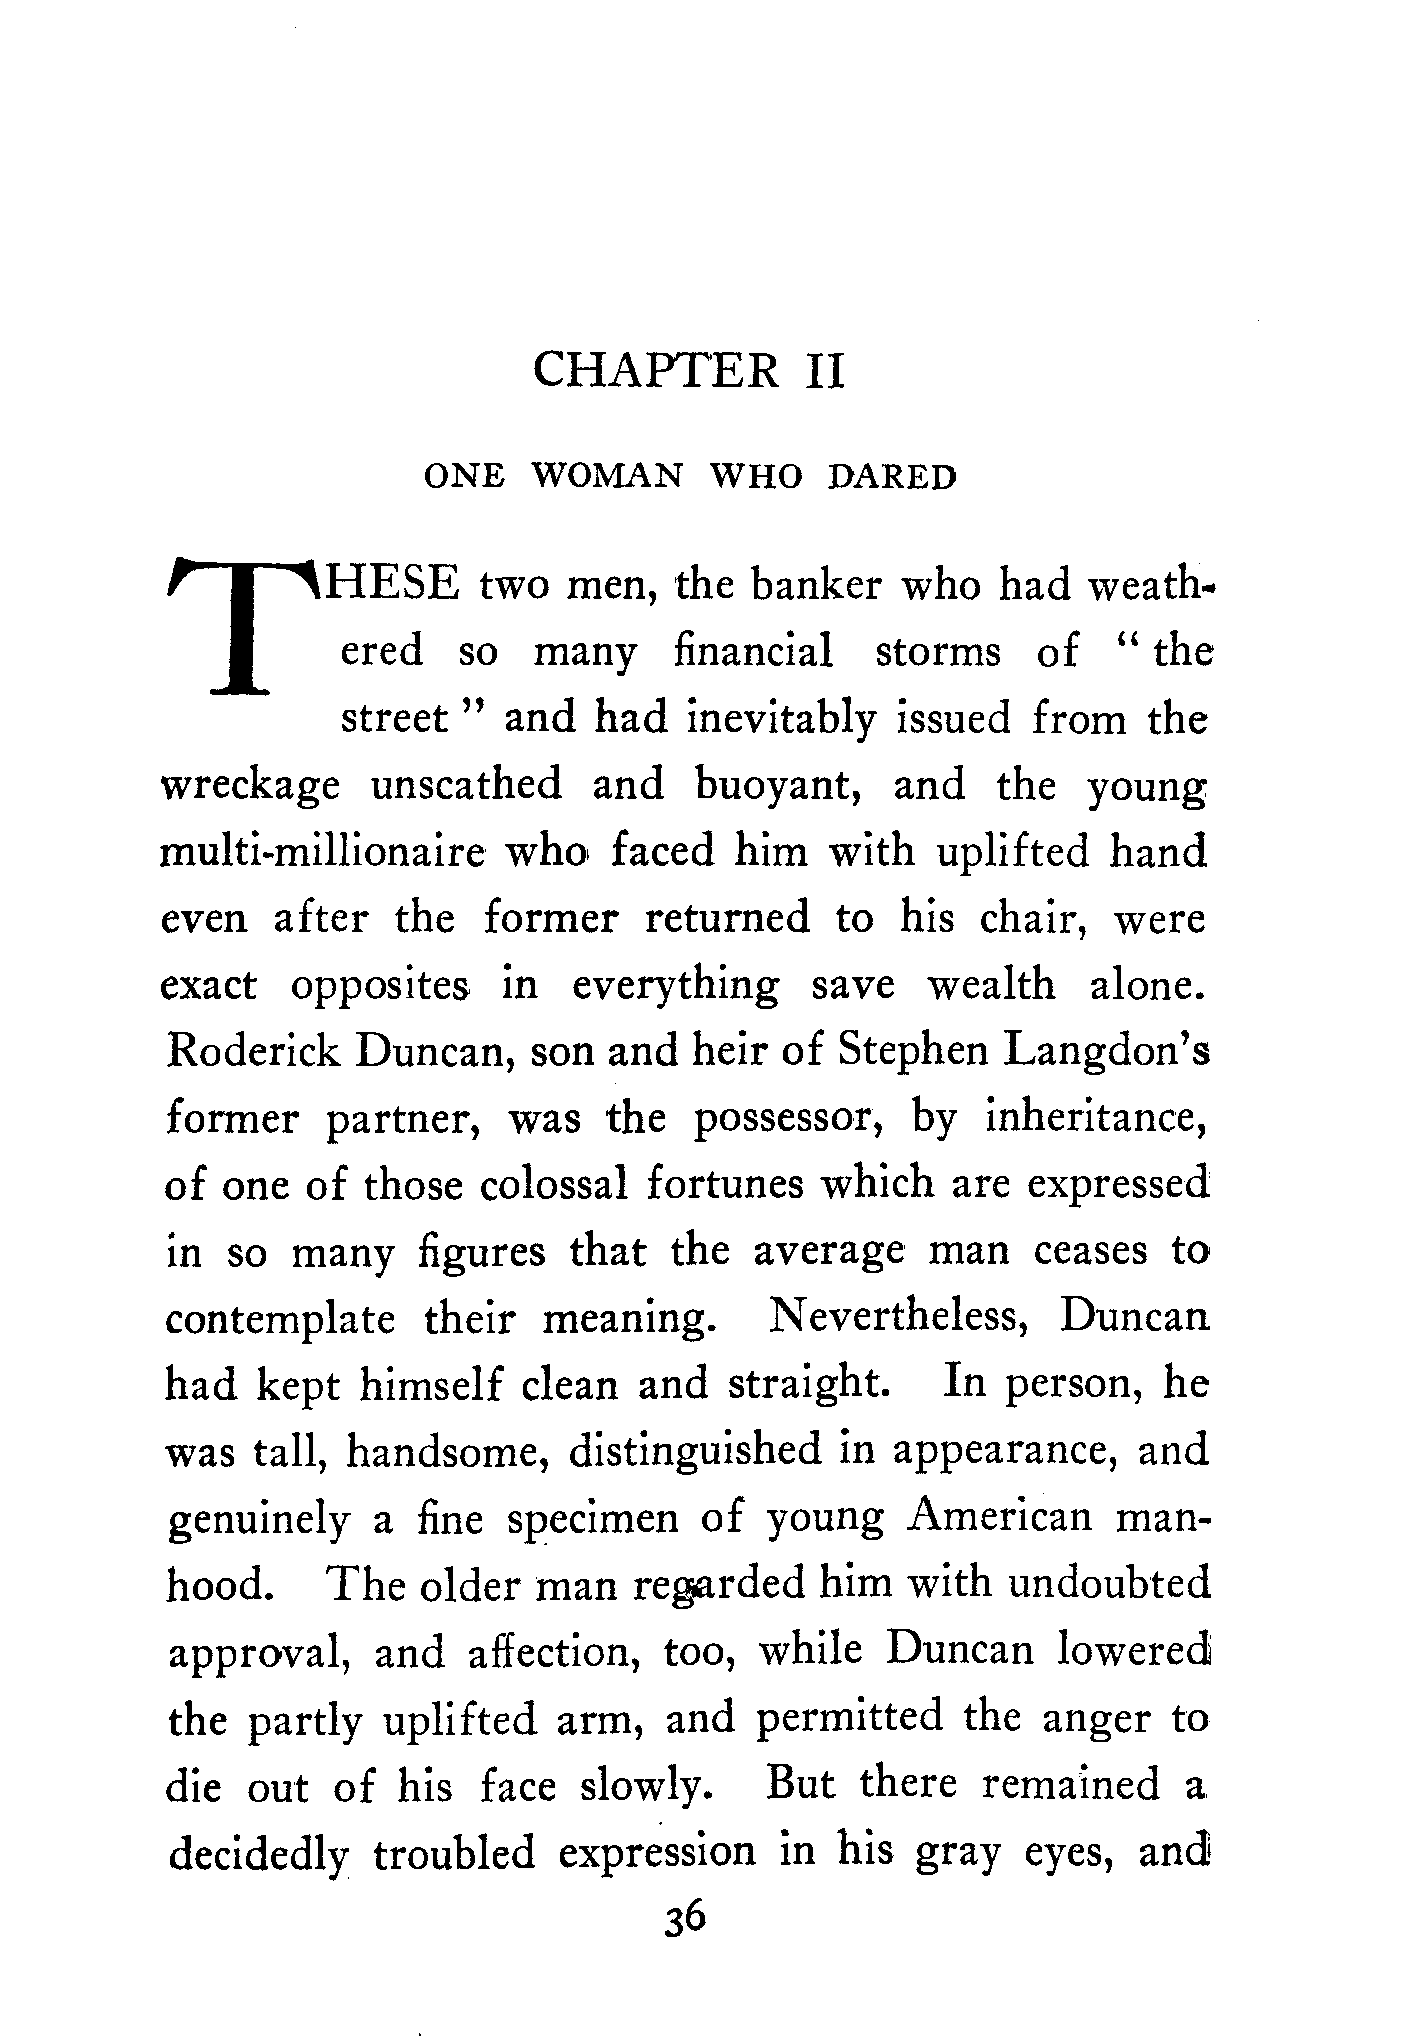 CHAPTER II
ONE WOMAN WHO DARED
THESE two men, the banker who had weath-
ered so many financial storms of " the
street " and had inevitably issued from the
wreckage unscathed and buoyant, and the young
multi-millionaire who faced him with uplifted hand
even after the former returned to his chair, were
exact opposites in everything save wealth alone.
Roderick Duncan, son and heir of Stephen Langdon's
former partner, was the possessor, by inheritance,
of one of those colossal fortunes which are expressed
in so many figures that the average man ceases to
contemplate their meaning. Nevertheless, Duncan
had kept himself clean and straight. In person, he
was tall, handsome, distinguished in appearance, and
genuinely a fine specimen of young American man-
hood. The older man regarded him with undoubted
approval, and affection, too, while Duncan lowered
the partly uplifted arm, and permitted the anger to
die out of his face slowly. But there remained a
decidedly troubled expression in his gray eyes, and
36